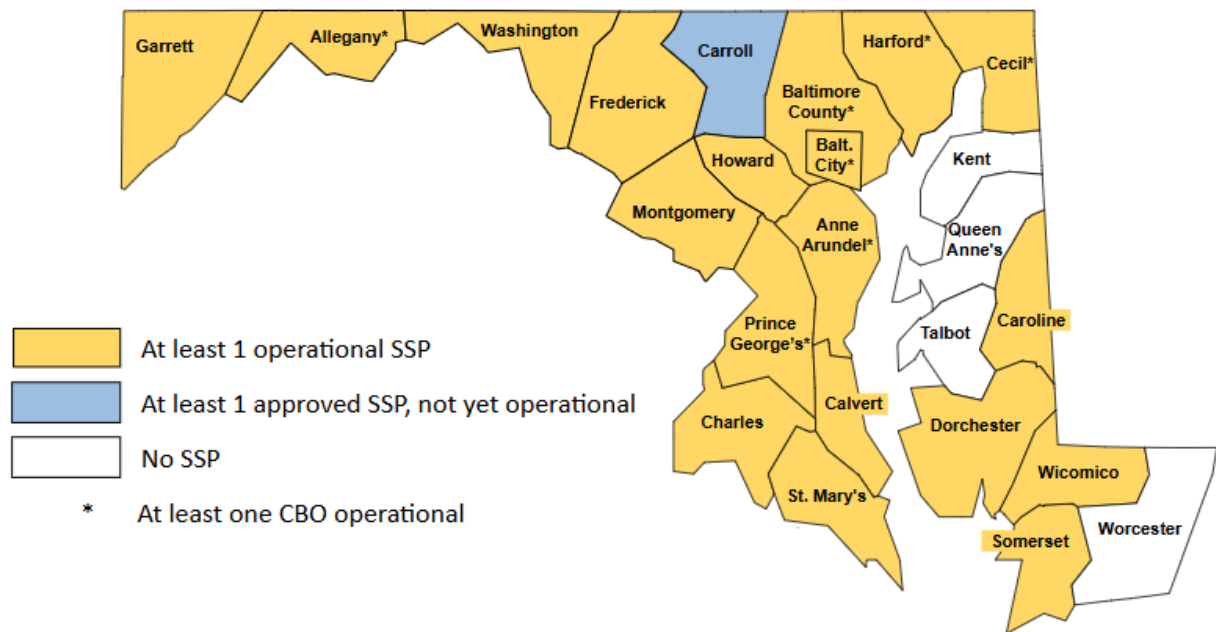 Garrett
Allegany*
Washington
Frederick
Carroll
Baltimore
County*
Harford*
Cecil*
Balt.
City*
Howard
Montgomery
Kent
Queen
Anne's
Anne
Arundel*
Prince
George's*
Talbot
Caroline
Charles
Calvert
Dorchester
St. Mary's
Wicomico
Somerset
Worcester
At least 1 operational SSP
At least 1 approved SSP, not yet operational
No SSP
* At least one CBO operational